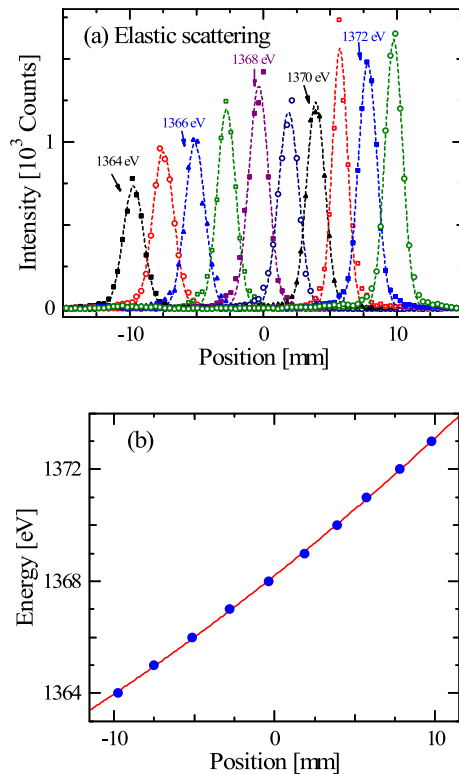 (a) Elastic scattering
1372 eV
1368 eV
1370 eV
1366 eV
1364 eV
Intensity [10³ Counts]
1
0
-10
0
10
Position [mm]
(b)
Energy [eV]
1372
1368
1364
-10
0
10
Position [mm]